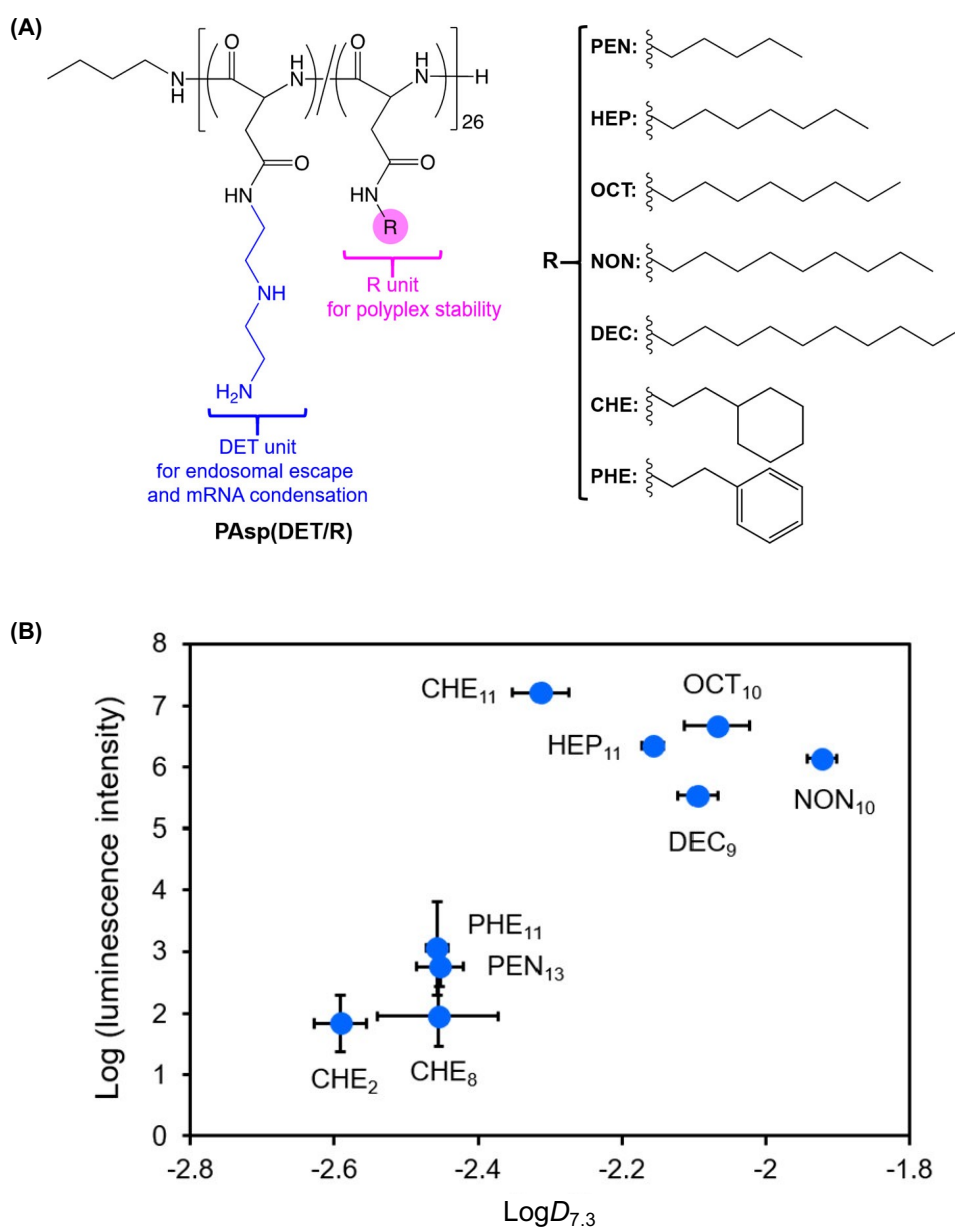 (A)
O
N
H
O
H
N
O
H
N
H
26
O
HN
O
HN
R
NH
H₂N
R unit
for polyplex stability
DET unit
for endosomal escape
and mRNA condensation
PAsp(DET/R)
R
PEN:
HEP:
OCT:
NON:
DEC:
CHE:
PHE:
(B)
Log (luminescence intensity)
8
7
6
5
4
3
2
1
0
CHE₁₁
OCT₁₀
HEP₁₁
NON₁₀
DEC₉
PHE₁₁
PEN₁₃
CHE₂
CHE₈
-2.8 -2.6 -2.4 -2.2 -2 -1.8
LogD₇.₃